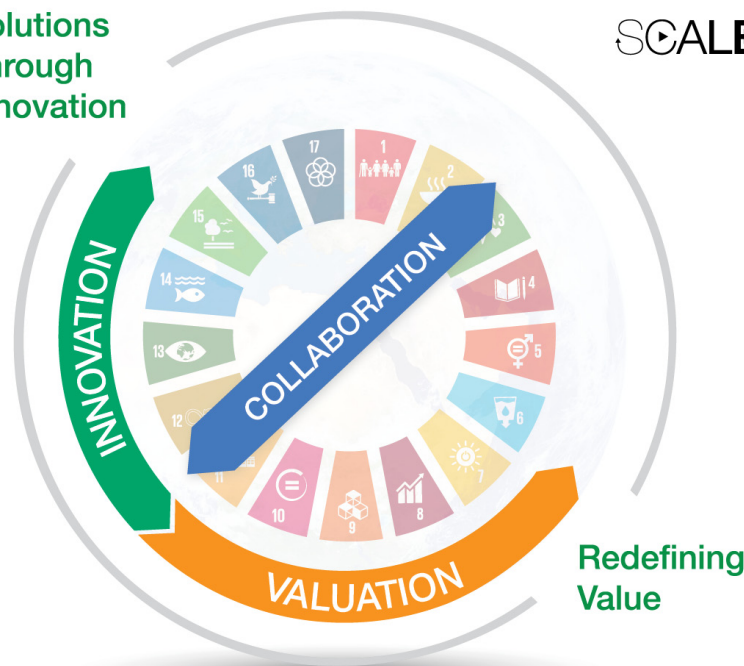 olutions
hrough
novation
SCALE
17
1
16
2
15
3
14
4
13
5
12
6
11
7
10
9
8
INNOVATION
COLLABORATION
VALUATION
Redefining
Value